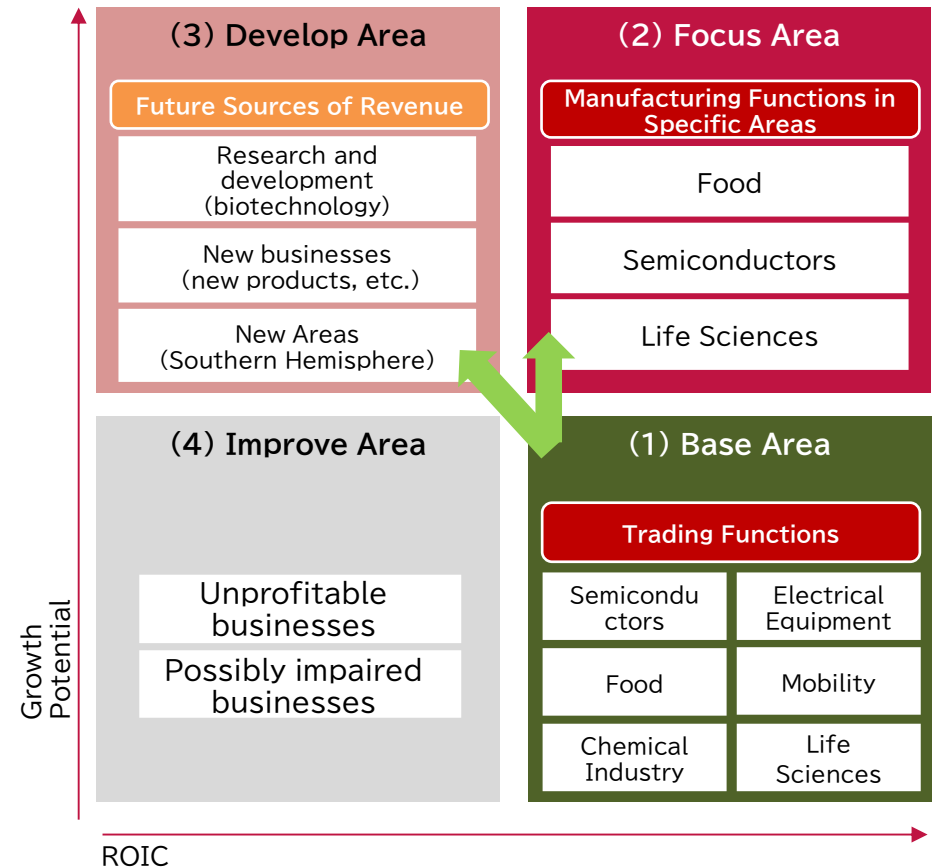 (3) Develop Area
Future Sources of Revenue
Research and
development
(biotechnology)
New businesses
(new products, etc.)
New Areas
(Southern Hemisphere)
(2) Focus Area
Manufacturing Functions in
Specific Areas
Food
Semiconductors
Life Sciences
(4) Improve Area
Unprofitable
businesses
Possibly impaired
businesses
(1) Base Area
Trading Functions
Semicondu
ctors
Electrical
Equipment
Food
Mobility
Chemical
Industry
Life
Sciences
Growth
Potential
ROIC